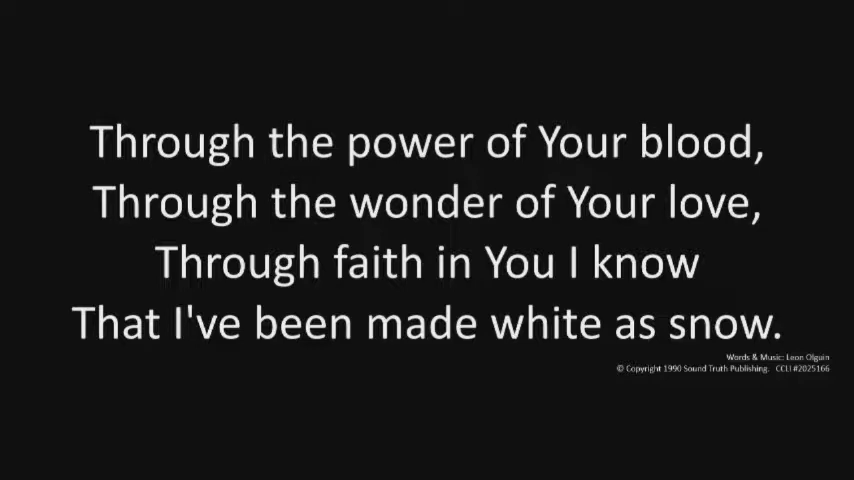 Through the power of Your blood,
Through the wonder of Your love,
Through faith in You I know
That I've been made white as snow.
Words & Music: Leon Olguin
© Copyright 1990 Sound Truth Publishing. CCLI #2025166